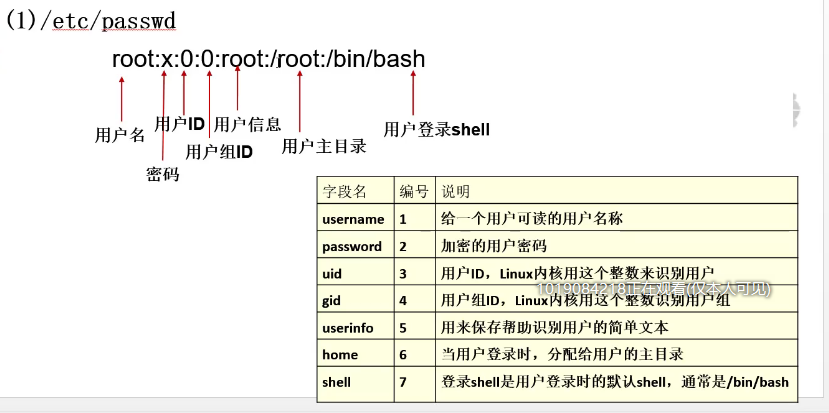 (1)/etc/passwd
root:x:0:0:root:/root:/bin/bash
用户名
密码
用户ID
用户组ID
用户信息
用户主目录
用户登录shell
字段名 编号 说明
username 1 给一个用户可读的用户名称
password 2 加密的用户密码
uid 3 用户ID，Linux内核用这个整数来识别用户
1019084218正在观看(仅本人可见)
gid 4 用户组ID，Linux内核用这个整数识别用户组
userinfo 5 用来保存帮助识别用户的简单文本
home 6 当用户登录时，分配给用户的主目录
shell 7 登录shell是用户登录时的默认shell，通常是/bin/bash